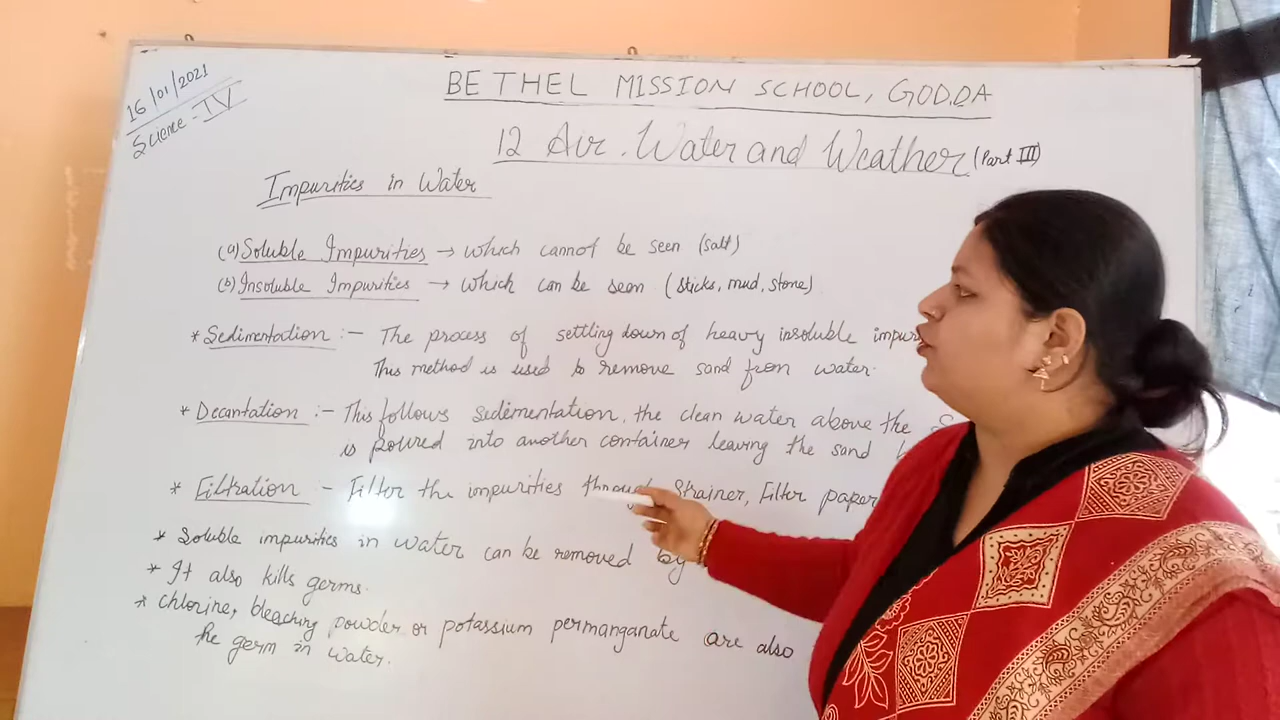 16/01/2021
Science - IV
BETHEL MISSION SCHOOL, GODDA
12 Air, Water and Weather (Part III)
Impurities in Water
(a) Soluble Impurities → which cannot be seen (salt)
(b) Insoluble Impurities → which can be seen (sticks, mud, stone)
* Sedimentation :- The process of settling down of heavy insoluble impur
This method is used to remove sand from water.
* Decantation :- This follows sedimentation, the clean water above the S
is poured into another container leaving the sand b
* Filtration :- Filter the impurities through strainer, Filter paper
* Soluble impurities in water can be removed by
* It also kills germs.
* chlorine, bleaching powder or potassium permanganate are also
he germ in water.